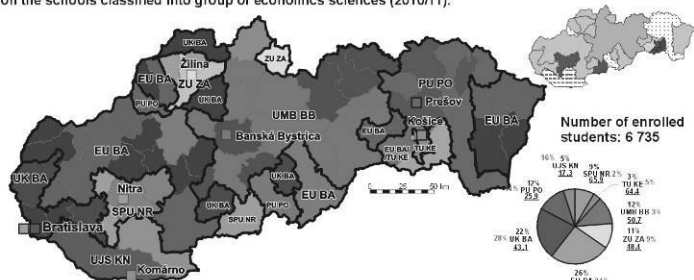 on the schools classified into group of economics sciences (2010/11).
UK BA
ZU ZA
Žilina
EU BA
ZU ZA
PU PO
UK BA
PU PO
Prešov
EU BA
UMB BB
Košice
Banská Bystrica
EU BA
TU KE
EU BA/
TU KE
EU BA
UK BA
Nitra
SPU NR
UK BA
EU BA
UK BA
SPU NR
PU PO
Bratislava
UJS KN
Komárno
0 25 50 km
Number of enrolled
students: 6 735
16% 5%
UJS KN
17.3
9%
SPU NR 2%
65.9
3%
TU KE 5%
64.4
12%
UMB BB 3%
50.7
11%
ZU ZA 9%
48.4
26%
22%
28% UK BA
43.1
17%
PU PO
25.9